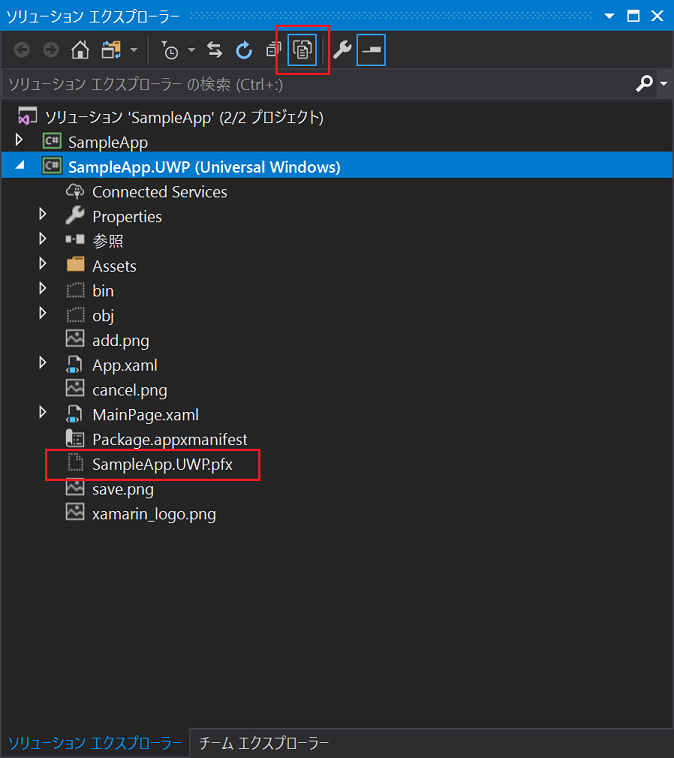 ソリューション エクスプローラー
ソリューション エクスプローラー の検索 (Ctrl+:)
ソリューション 'SampleApp' (2/2 プロジェクト)
C# SampleApp
C# SampleApp.UWP (Universal Windows)
Connected Services
Properties
参照
Assets
bin
obj
add.png
App.xaml
cancel.png
MainPage.xaml
Package.appxmanifest
SampleApp.UWP.pfx
save.png
xamarin_logo.png
ソリューション エクスプローラー チーム エクスプローラー